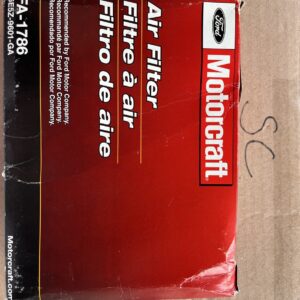 Ford
Motorcraft
Air Filter
Filtre à air
Filtro de aire
Recommended by Ford Motor Company.
Recommandé par Ford Motor Company.
Recomendado por Ford Motor Company.
FA-1786
Motorcraft.com
SC